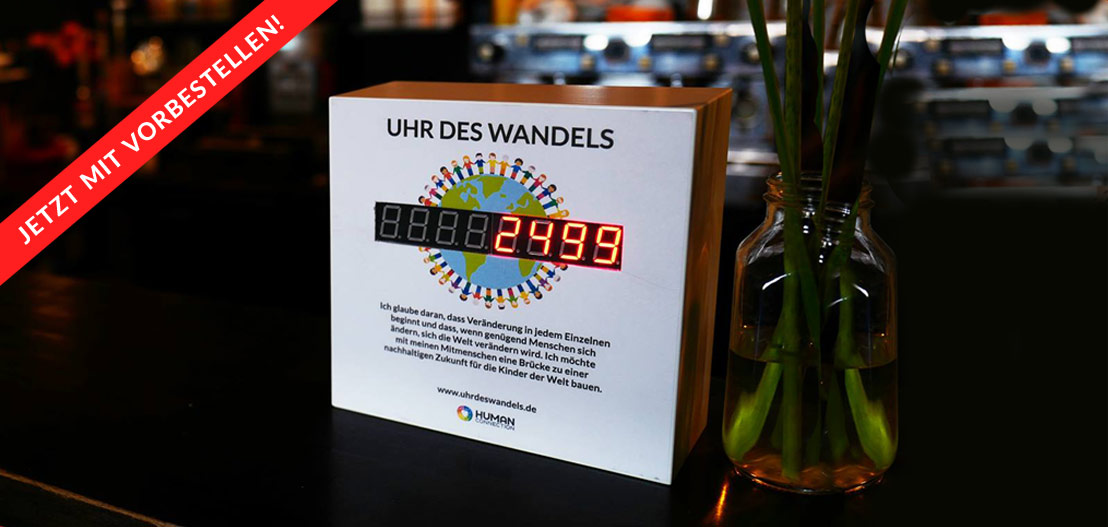 JETZT MIT VORBESTELLEN!
UHR DES WANDELS
2499
Ich glaube daran, dass Veränderung in jedem Einzelnen
beginnt und dass, wenn genügend Menschen sich
ändern, sich die Welt verändern wird. Ich möchte
mit meinen Mitmenschen eine Brücke zu einer
nachhaltigen Zukunft für die Kinder der Welt bauen.
www.uhrdeswandels.de
HUMAN
CONNECTION